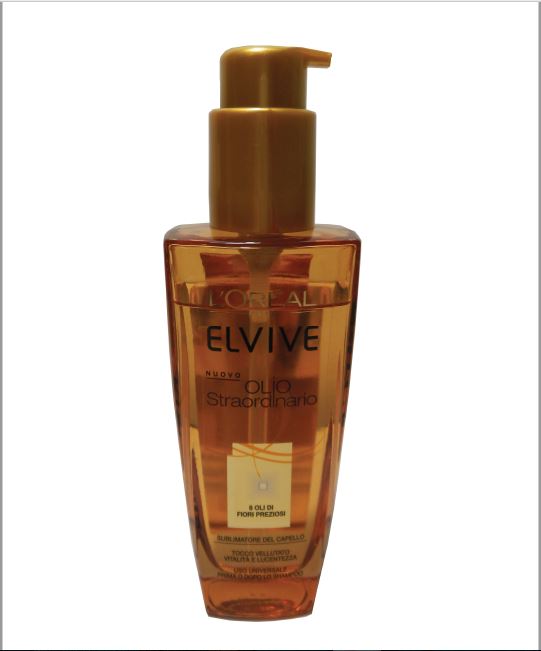 L'ORÉAL
ELVIVE
NUOVO
OLIO
Straordinario
6 OLI DI
FIORI PREZIOSI
SUBLIMATORE DEL CAPELLO
TOCCO VELLUTATO
VITALITÀ E LUCENTEZZA
USO UNIVERSALE
PRIMA O DOPO LO SHAMPOO